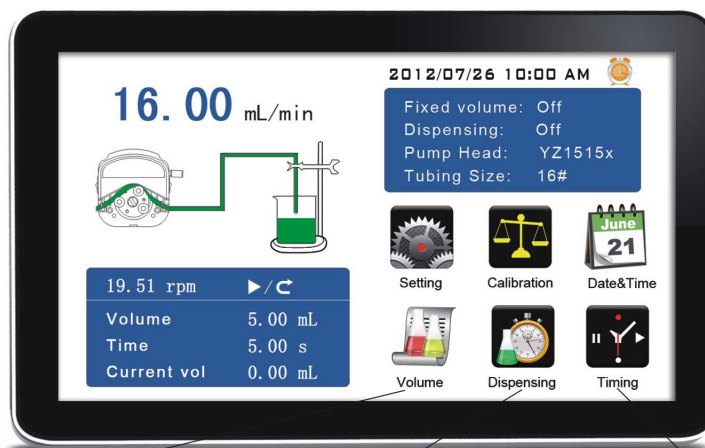 2012/07/26 10:00 AM
16.00 mL/min
Fixed volume: Off
Dispensing: Off
Pump Head: YZ1515x
Tubing Size: 16#
June
21
Setting
Calibration
Date&Time
19.51 rpm
Volume 5.00 mL
Time 5.00 s
Current vol 0.00 mL
Volume
Dispensing
Timing